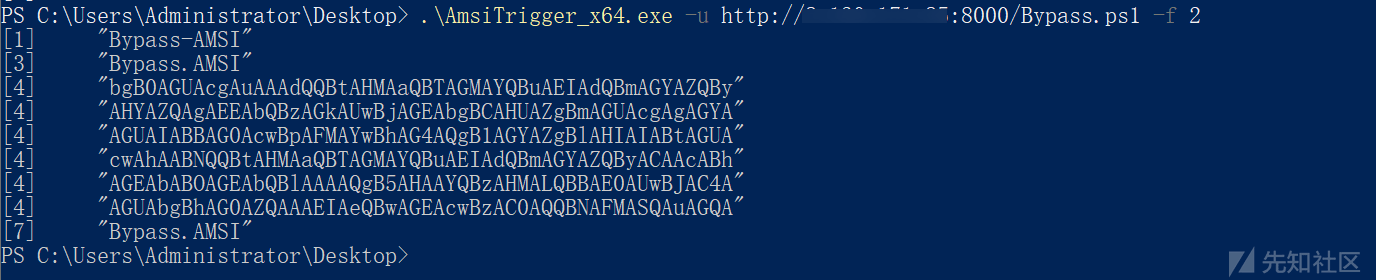 PS C:\Users\Administrator\Desktop> .\AmsiTrigger_x64.exe -u http:// :8000/Bypass.ps1 -f 2
[1] "Bypass-AMSI"
[3] "Bypass.AMSI"
[4] "bgB0AGUAcgAuAAAdQQBtAHMAaQBTAGMAYQBuAEIAdQBmAGYAZQBy"
[4] "AHYAZQAgAEEAbQBzAGkAUwBjAGEAbgBCAHUAZgBmAGUAcgAgAGYA"
[4] "AGUAIABBAG0AcwBpAFMAYwBhAG4AQgB1AGYAZgBlAHIAIABtAGUA"
[4] "cwAhAABNQQBtAHMAaQBTAGMAYQBuAEIAdQBmAGYAZQByACAAcABh"
[4] "AGEAbABOAGEAbQBlAAAAQgB5AHAAYQBzAHMALQBBAE0AUwBJAC4A"
[4] "AGUAbgBhAG0AZQAAAEIAeQBwAGEAcwBzAC0AQQBNAFMASQAuAGQA"
[7] "Bypass.AMSI"
PS C:\Users\Administrator\Desktop>
先知社区